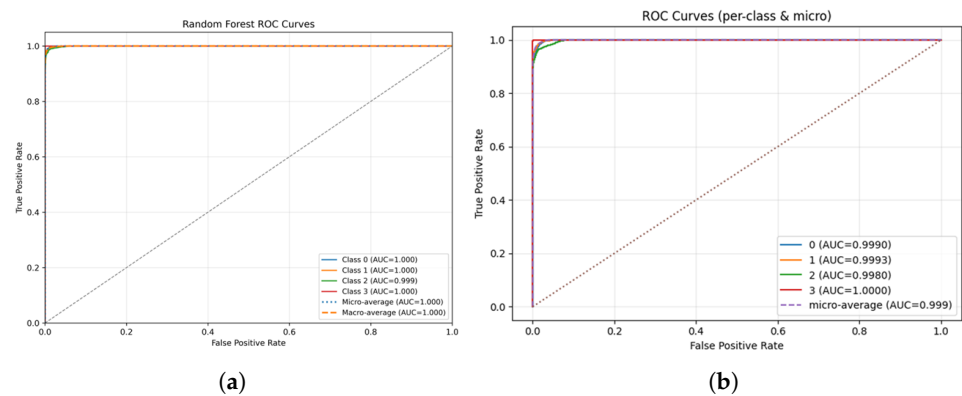 Random Forest ROC Curves
1.0
0.8
0.6
0.4
0.2
0.0
True Positive Rate
0.0
0.2
0.4
0.6
0.8
1.0
False Positive Rate
Class 0 (AUC=1.000)
Class 1 (AUC=1.000)
Class 2 (AUC=0.999)
Class 3 (AUC=1.000)
Micro-average (AUC=1.000)
Macro-average (AUC=1.000)
(a)
ROC Curves (per-class & micro)
1.0
0.8
0.6
0.4
0.2
0.0
True Positive Rate
0.0
0.2
0.4
0.6
0.8
1.0
False Positive Rate
0 (AUC=0.9990)
1 (AUC=0.9993)
2 (AUC=0.9980)
3 (AUC=1.0000)
micro-average (AUC=0.999)
(b)